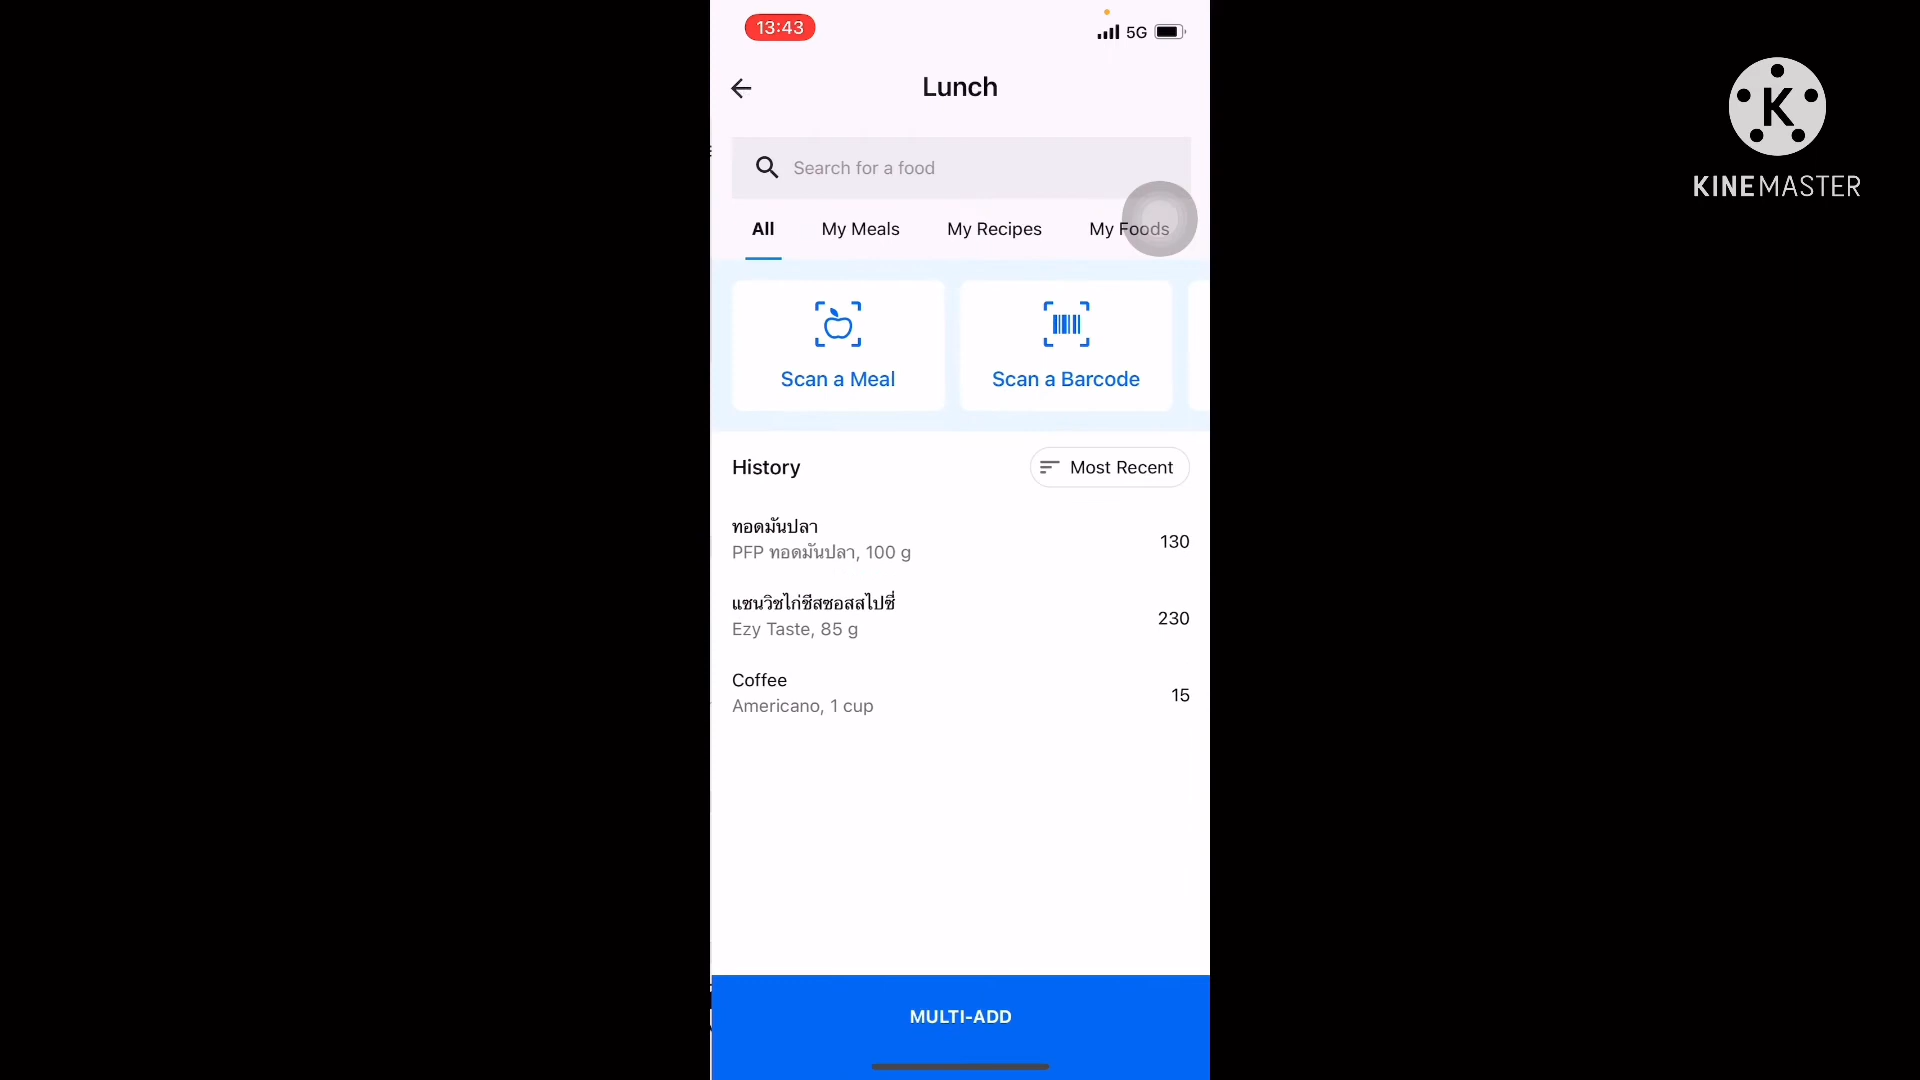 13:43
5G
Lunch
Search for a food
All
My Meals
My Recipes
My Foods
Scan a Meal
Scan a Barcode
History
Most Recent
ทอดมันปลา
PFP ทอดมันปลา, 100 g
130
แซนวิชไก่ชีสซอสสไปซี่
Ezy Taste, 85 g
230
Coffee
Americano, 1 cup
15
MULTI-ADD
K
KINEMASTER